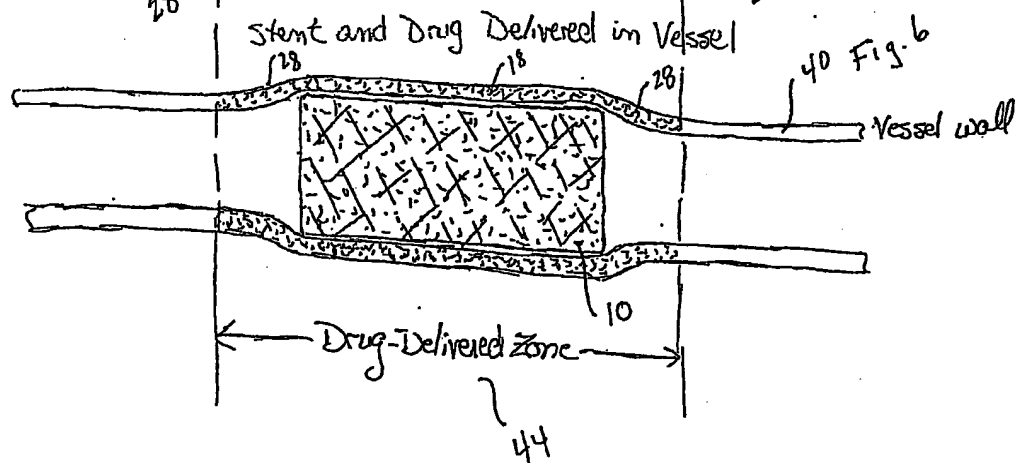 20
Stent and Drug Delivered in Vessel
28
18
28
40 Fig. 6
Vessel wall
10
Drug-Delivered Zone
44